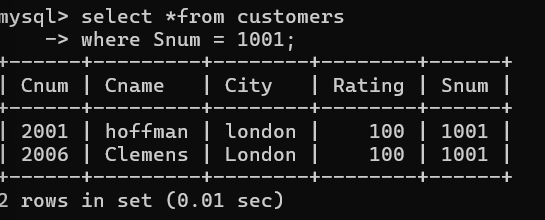 mysql> select *from customers
    -> where Snum = 1001;
+------+---------+--------+--------+------+
| Cnum | Cname   | City   | Rating | Snum |
+------+---------+--------+--------+------+
| 2001 | hoffman | london |    100 | 1001 |
| 2006 | Clemens | London |    100 | 1001 |
+------+---------+--------+--------+------+
2 rows in set (0.01 sec)